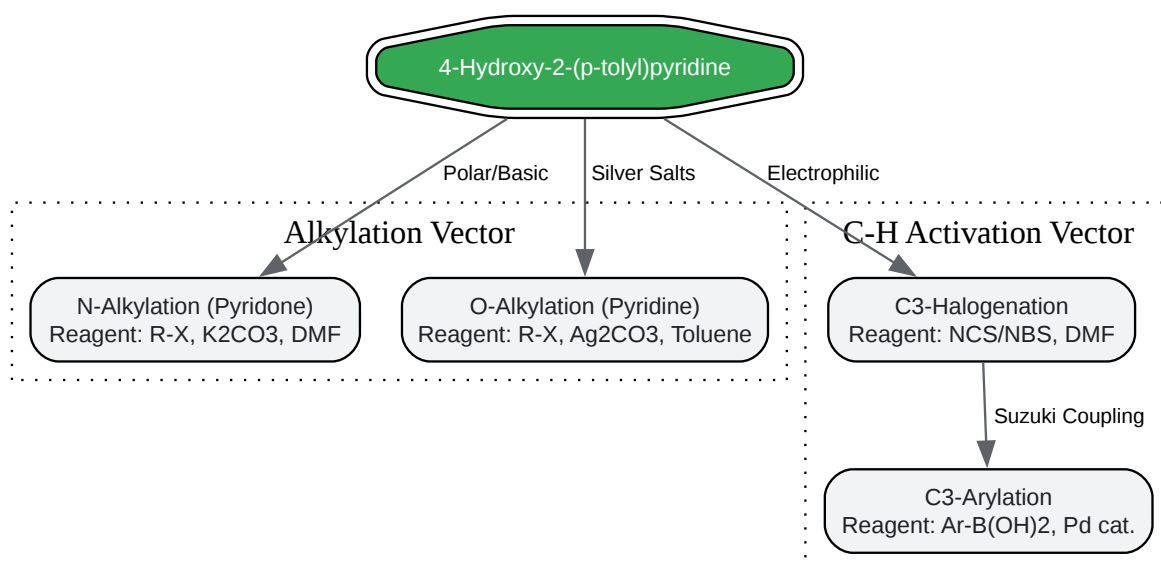 4-Hydroxy-2-(p-tolyl)pyridine
Polar/Basic
Silver Salts
Electrophilic
Alkylation Vector
C-H Activation Vector
N-Alkylation (Pyridone)
Reagent: R-X, K2CO3, DMF
O-Alkylation (Pyridine)
Reagent: R-X, Ag2CO3, Toluene
C3-Halogenation
Reagent: NCS/NBS, DMF
Suzuki Coupling
C3-Arylation
Reagent: Ar-B(OH)2, Pd cat.